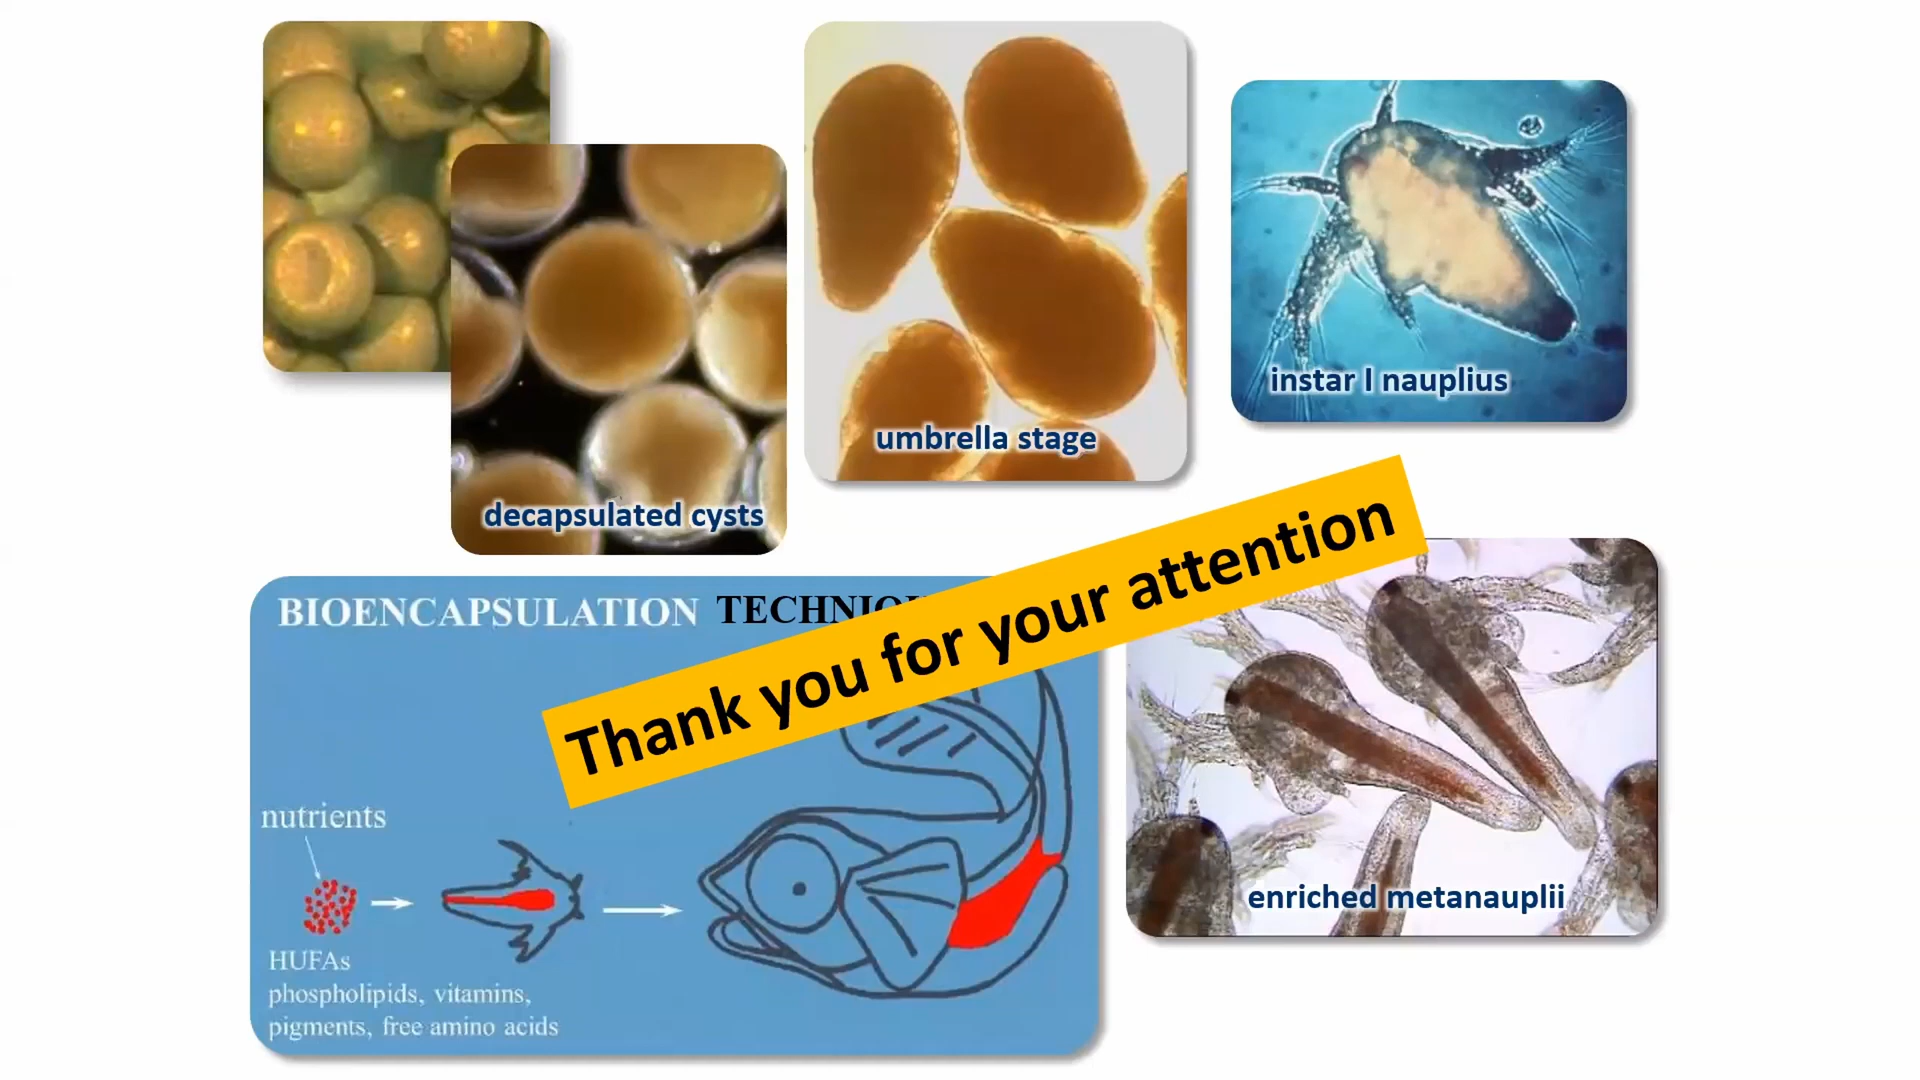 decapsulated cysts
umbrella stage
instar I nauplius
Thank you for your attention
BIOENCAPSULATION
nutrients
HUFAs
phospholipids, vitamins,
pigments, free amino acids
enriched metanauplii